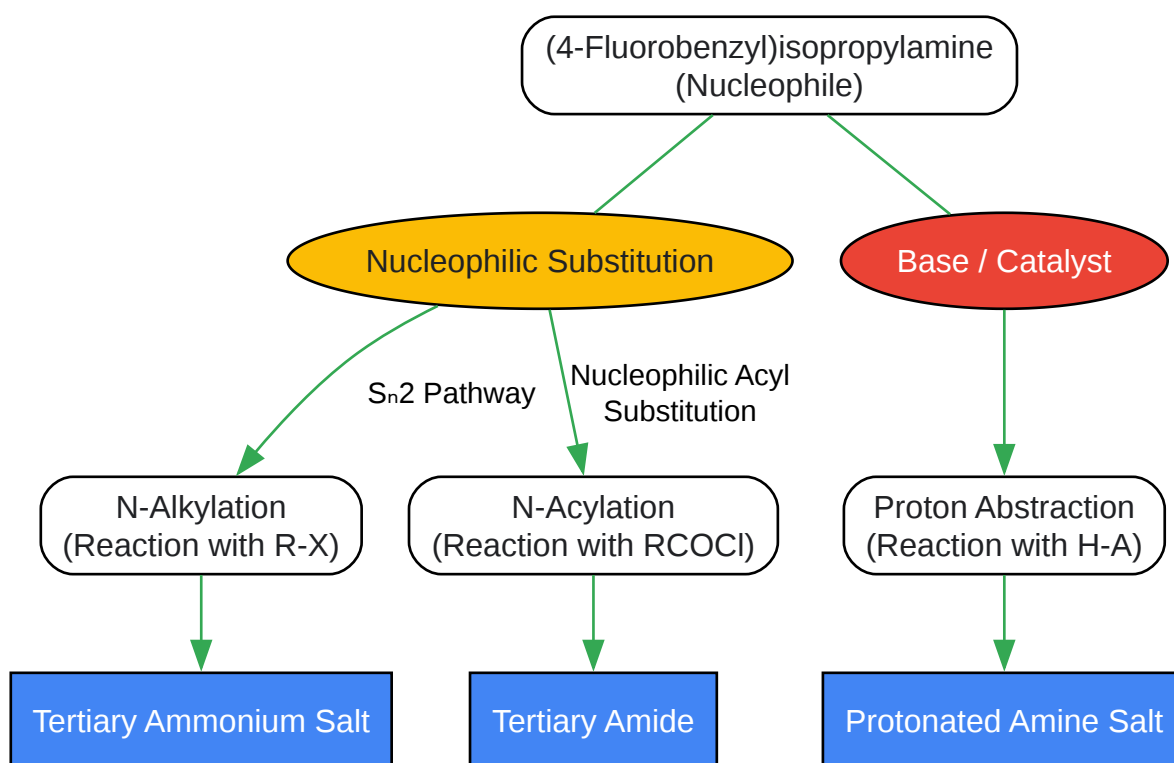 (4-Fluorobenzyl)isopropylamine
(Nucleophile)
Nucleophilic Substitution
Base / Catalyst
Sₙ2 Pathway
Nucleophilic Acyl
Substitution
N-Alkylation
(Reaction with R-X)
N-Acylation
(Reaction with RCOCl)
Proton Abstraction
(Reaction with H-A)
Tertiary Ammonium Salt
Tertiary Amide
Protonated Amine Salt